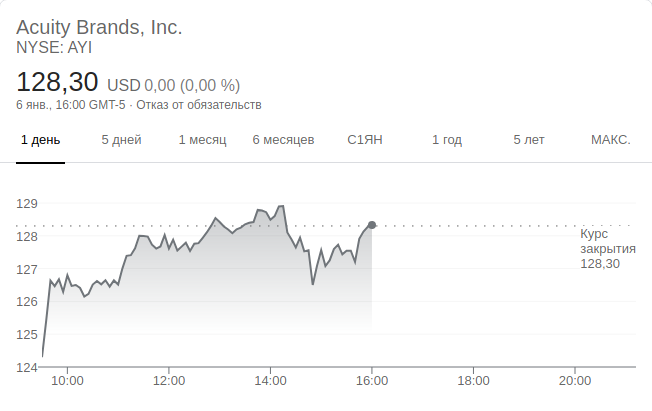 Acuity Brands, Inc.
NYSE: AYI
128,30 USD 0,00 (0,00 %)
6 янв., 16:00 GMT-5 · Отказ от обязательств
1 день 5 дней 1 месяц 6 месяцев С1ЯН 1 год 5 лет МАКС.
129
128
127
126
125
124
Курс
закрытия
128,30
10:00 12:00 14:00 16:00 18:00 20:00